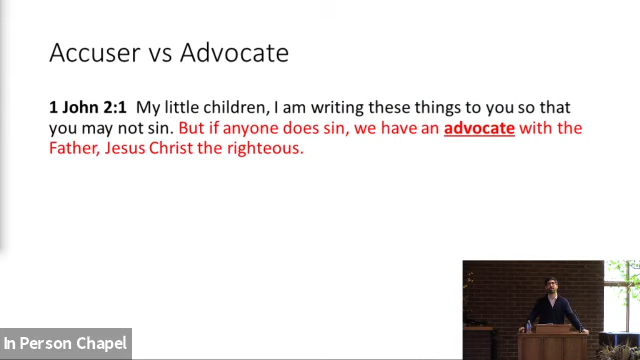 Accuser vs Advocate
1 John 2:1  My little children, I am writing these things to you so that
you may not sin. But if anyone does sin, we have an advocate with the
Father, Jesus Christ the righteous.
In Person Chapel